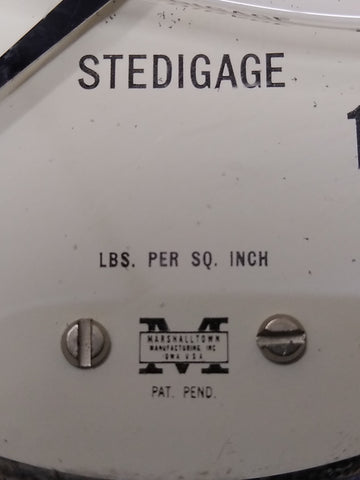 STEDIGAGE
LBS. PER SQ. INCH
M
MARSHALLTOWN
MANUFACTURING INC
IOWA U.S.A
PAT. PEND.